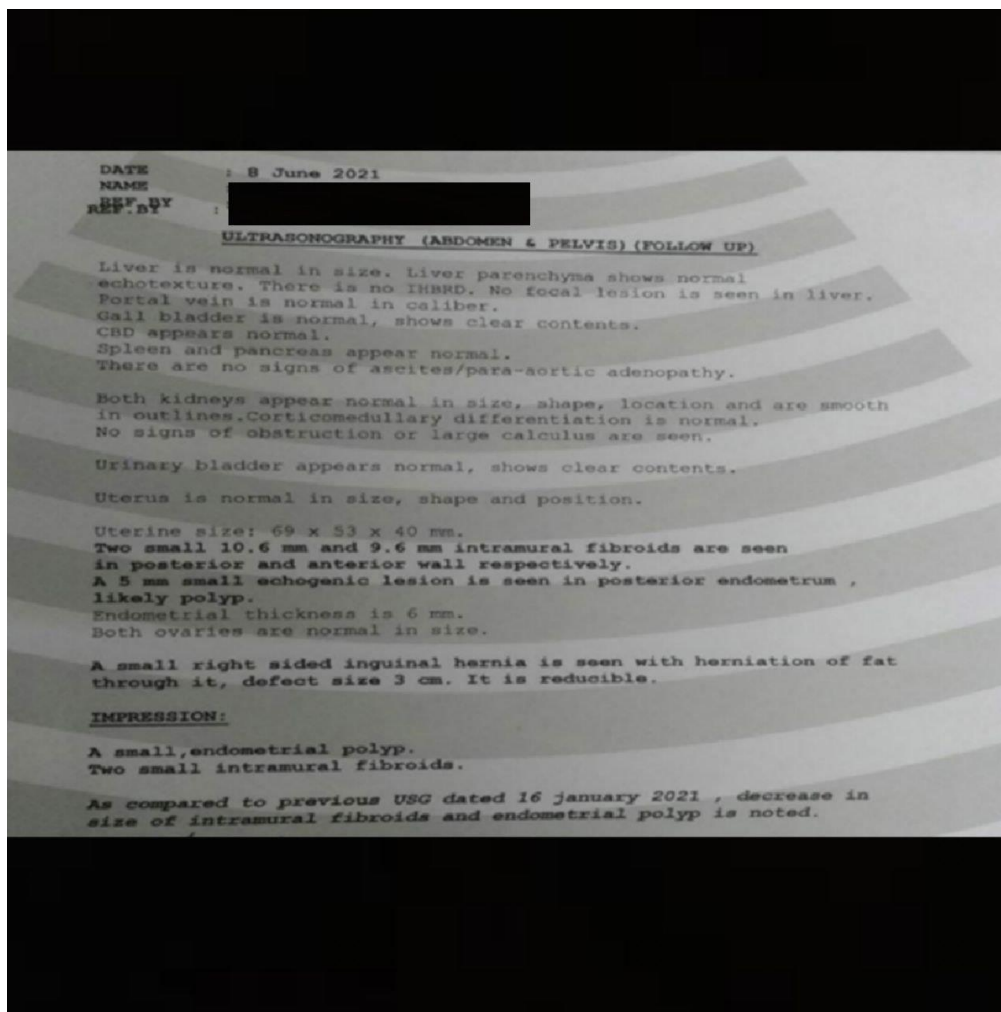 DATE : 8 June 2021
NAME :
REF.BY :
REF.BY :
ULTRASONOGRAPHY (ABDOMEN & PELVIS)(FOLLOW UP)
Liver is normal in size. Liver parenchyma shows normal
echotexture. There is no IHBRD. No focal lesion is seen in liver.
Portal vein is normal in caliber.
Gall bladder is normal, shows clear contents.
CBD appears normal.
Spleen and pancreas appear normal.
There are no signs of ascites/para-aortic adenopathy.
Both kidneys appear normal in size, shape, location and are smooth
in outlines.Corticomedullary differentiation is normal.
No signs of obstruction or large calculus are seen.
Urinary bladder appears normal, shows clear contents.
Uterus is normal in size, shape and position.
Uterine size: 69 x 53 x 40 mm.
Two small 10.6 mm and 9.6 mm intramural fibroids are seen
in posterior and anterior wall respectively.
A 5 mm small echogenic lesion is seen in posterior endometrum ,
likely polyp.
Endometrial thickness is 6 mm.
Both ovaries are normal in size.
A small right sided inguinal hernia is seen with herniation of fat
through it, defect size 3 cm. It is reducible.
IMPRESSION:
A small,endometrial polyp.
Two small intramural fibroids.
As compared to previous USG dated 16 january 2021 , decrease in
size of intramural fibroids and endometrial polyp is noted.